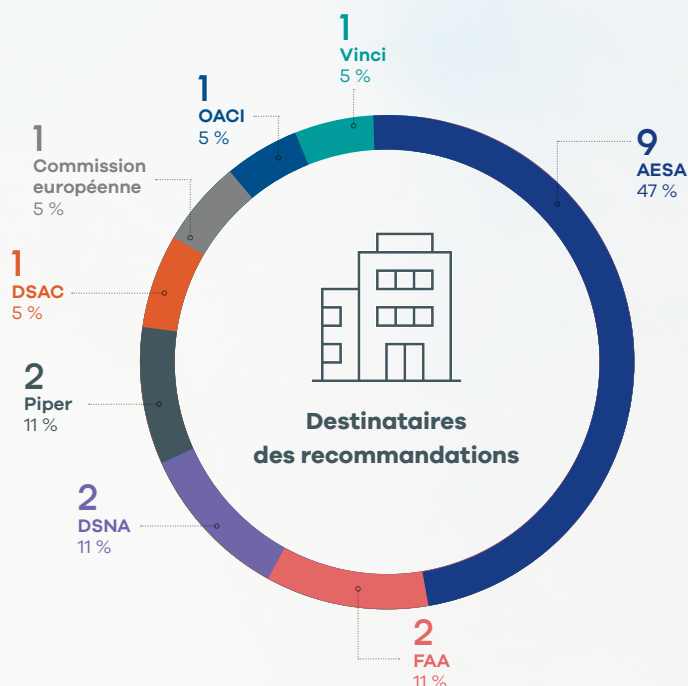 1
Vinci
5 %
1
OACI
5 %
1
Commission
européenne
5 %
9
AESA
47 %
1
DSAC
5 %
2
Piper
11 %
Destinataires
des recommandations
2
DSNA
11 %
2
FAA
11 %